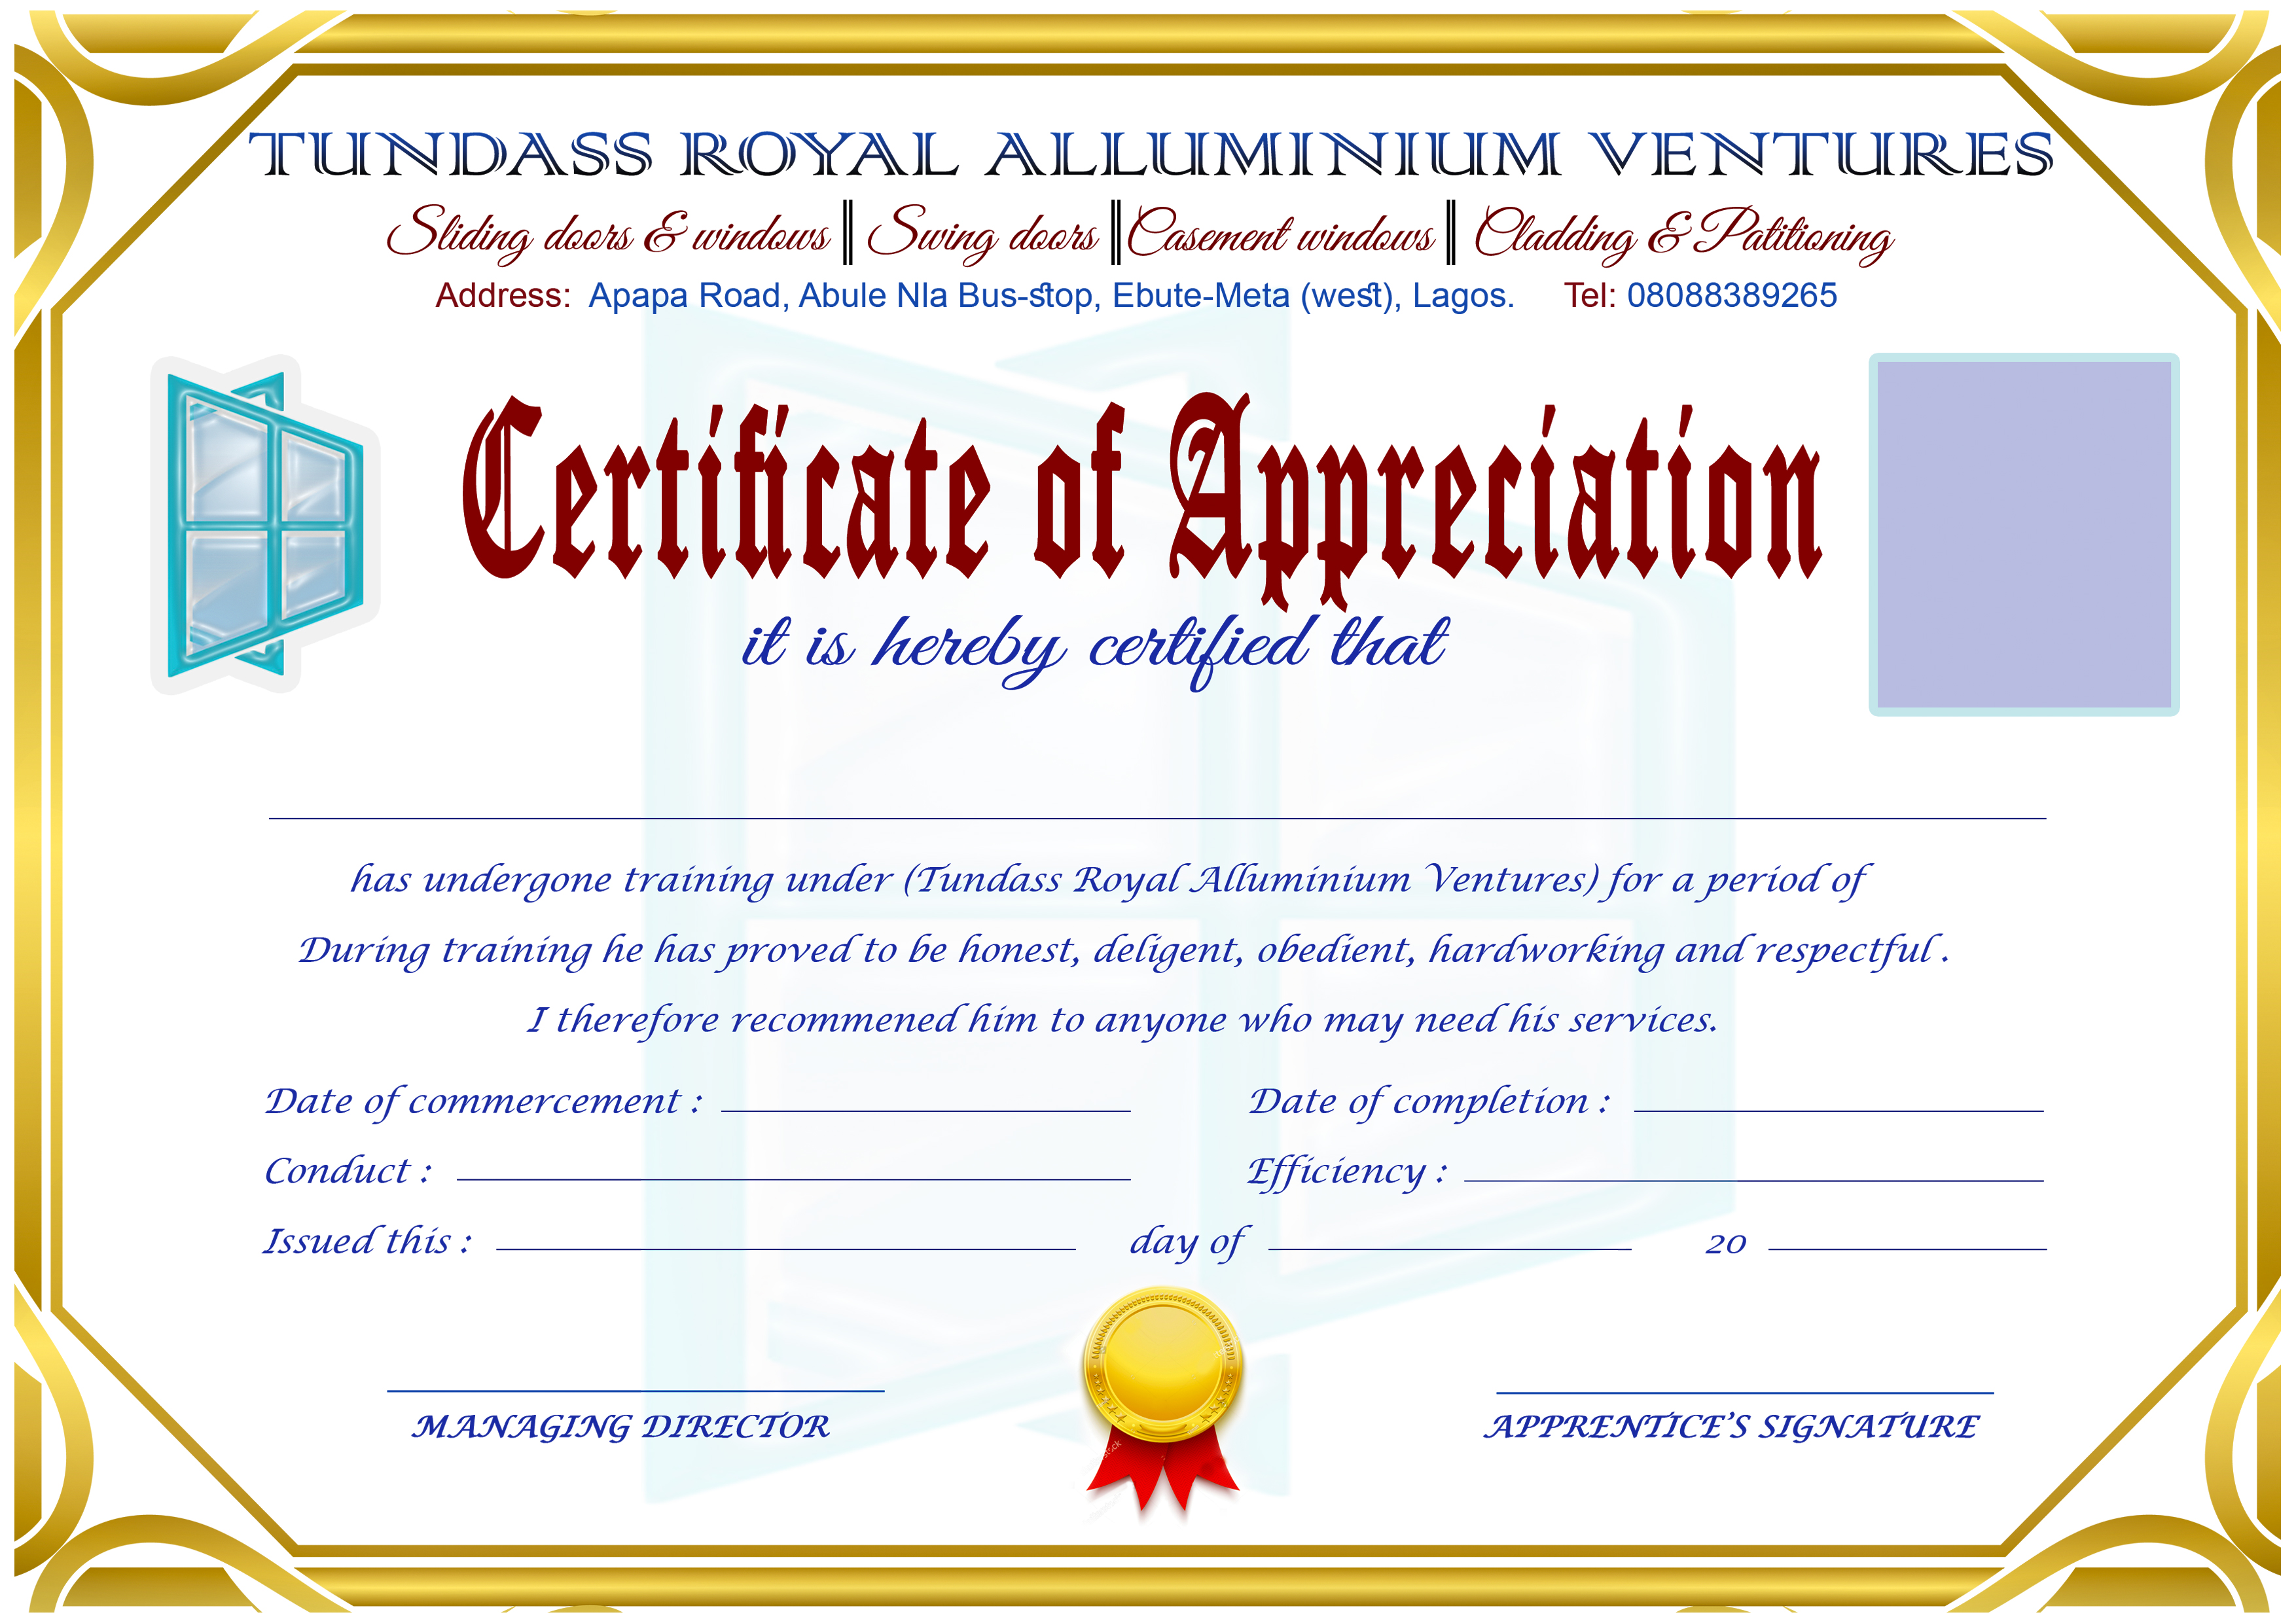 TUNDASS ROYAL ALLUMINIUM VENTURES
Sliding doors & windows || Swing doors || Casement windows || Cladding & Patitioning
Address: Apapa Road, Abule Nla Bus-stop, Ebute-Meta (west), Lagos. Tel: 08088389265
Certificate of Appreciation
it is hereby certified that
has undergone training under (Tundass Royal Alluminium Ventures) for a period of
During training he has proved to be honest, deligent, obedient, hardworking and respectful .
I therefore recommened him to anyone who may need his services.
Date of commercement : Date of completion :
Conduct : Efficiency :
Issued this : day of 20
MANAGING DIRECTOR APPRENTICE’S SIGNATURE